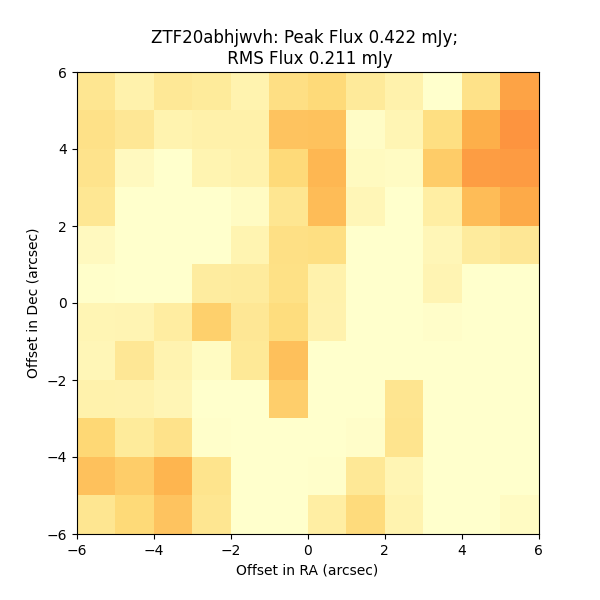 ZTF20abhjwvh: Peak Flux 0.422 mJy;
RMS Flux 0.211 mJy
6
4
2
0
−2
−4
−6
Offset in Dec (arcsec)
−6 −4 −2 0 2 4 6
Offset in RA (arcsec)